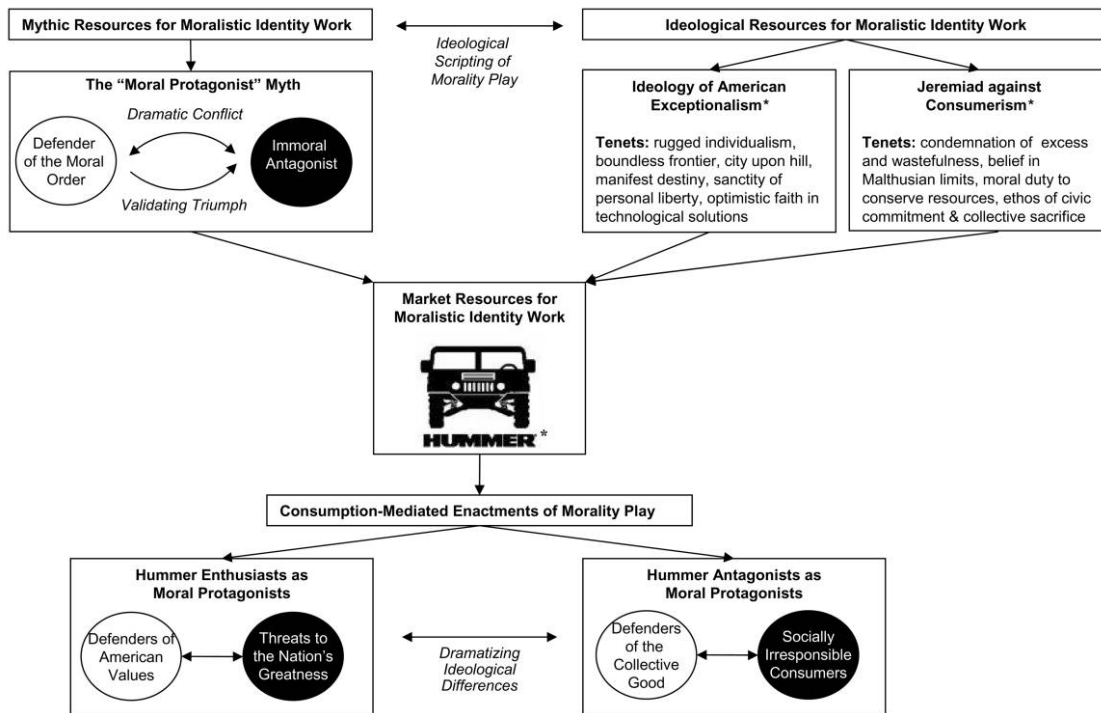 Mythic Resources for Moralistic Identity Work
Ideological
Scripting of
Morality Play
Ideological Resources for Moralistic Identity Work
The “Moral Protagonist” Myth
Dramatic Conflict
Defender
of the Moral
Order
Immoral
Antagonist
Validating Triumph
Ideology of American
Exceptionalism*
Tenets: rugged individualism,
boundless frontier, city upon hill,
manifest destiny, sanctity of
personal liberty, optimistic faith in
technological solutions
Jeremiad against
Consumerism*
Tenets: condemnation of excess
and wastefulness, belief in
Malthusian limits, moral duty to
conserve resources, ethos of civic
commitment & collective sacrifice
Market Resources for
Moralistic Identity Work
HUMMER*
Consumption-Mediated Enactments of Morality Play
Hummer Enthusiasts as
Moral Protagonists
Defenders of
American
Values
Threats to
the Nation’s
Greatness
Dramatizing
Ideological
Differences
Hummer Antagonists as
Moral Protagonists
Defenders
of the
Collective
Good
Socially
Irresponsible
Consumers